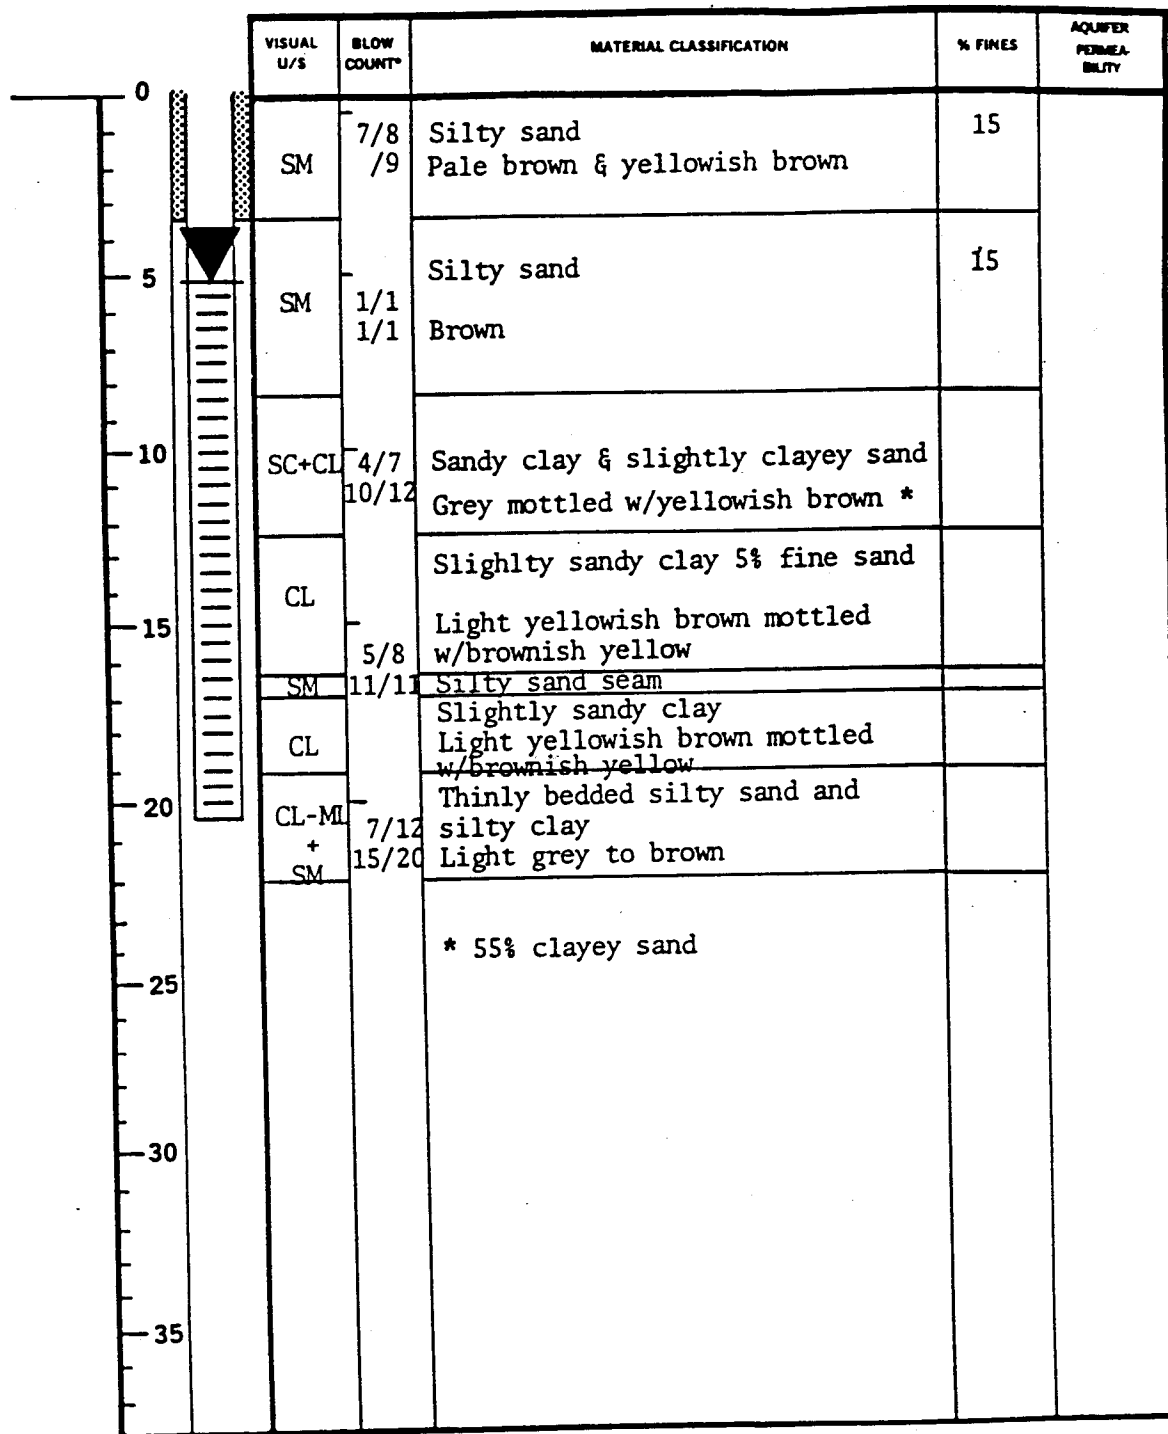 VISUAL U/S BLOW COUNT* MATERIAL CLASSIFICATION % FINES AQUIFER PERMEA- BILITY
0
SM
7/8
/9
Silty sand
Pale brown & yellowish brown
15
5
SM
1/1
1/1
Silty sand
Brown
15
10
SC+CL
4/7
10/12
Sandy clay & slightly clayey sand
Grey mottled w/yellowish brown *
CL
Slighlty sandy clay 5% fine sand
15
5/8
Light yellowish brown mottled
w/brownish yellow
SM
11/11
Silty sand seam
CL
Slightly sandy clay
Light yellowish brown mottled
w/brownish yellow
20
CL-ML
+
SM
7/12
15/20
Thinly bedded silty sand and
silty clay
Light grey to brown
* 55% clayey sand
25
30
35